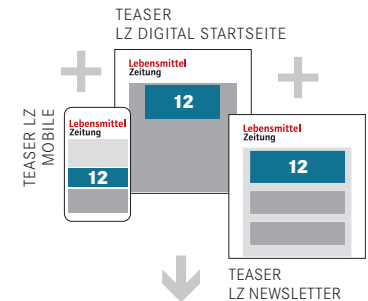 TEASER
LZ DIGITAL STARTSEITE
Lebensmittel
Zeitung
12
TEASER LZ
MOBILE
Lebensmittel
Zeitung
12
Lebensmittel
Zeitung
12
TEASER
LZ NEWSLETTER